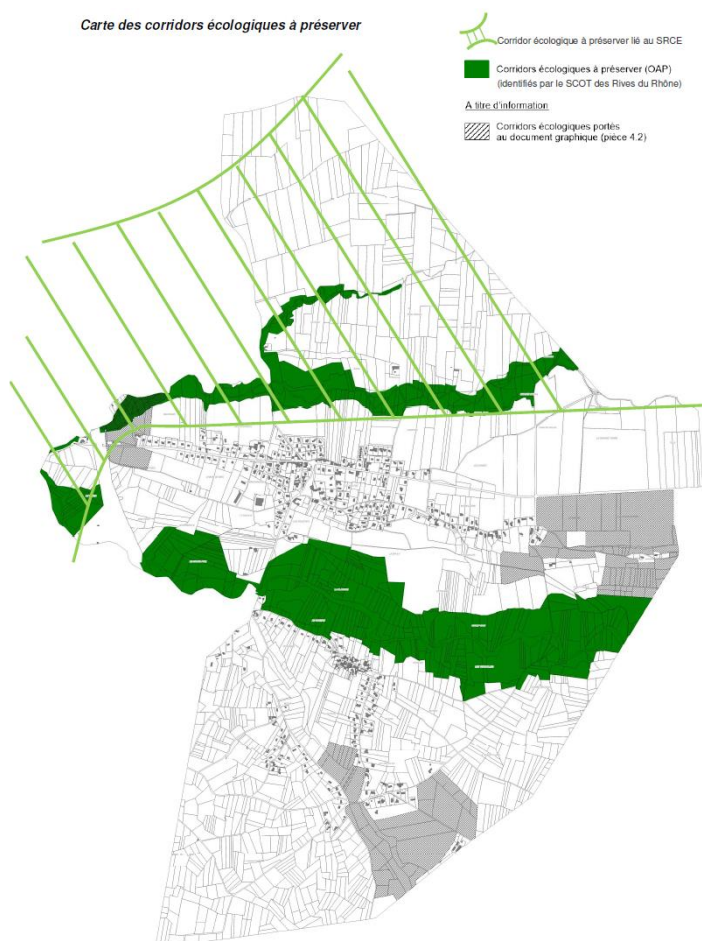 Carte des corridors écologiques à préserver
Corridor écologique à préserver lié au SRCE
Corridors écologiques à préserver (OAP)
(identifiés par le SCOT des Rives du Rhône)
A titre d'information
Corridors écologiques portés
au document graphique (pièce 4.2)